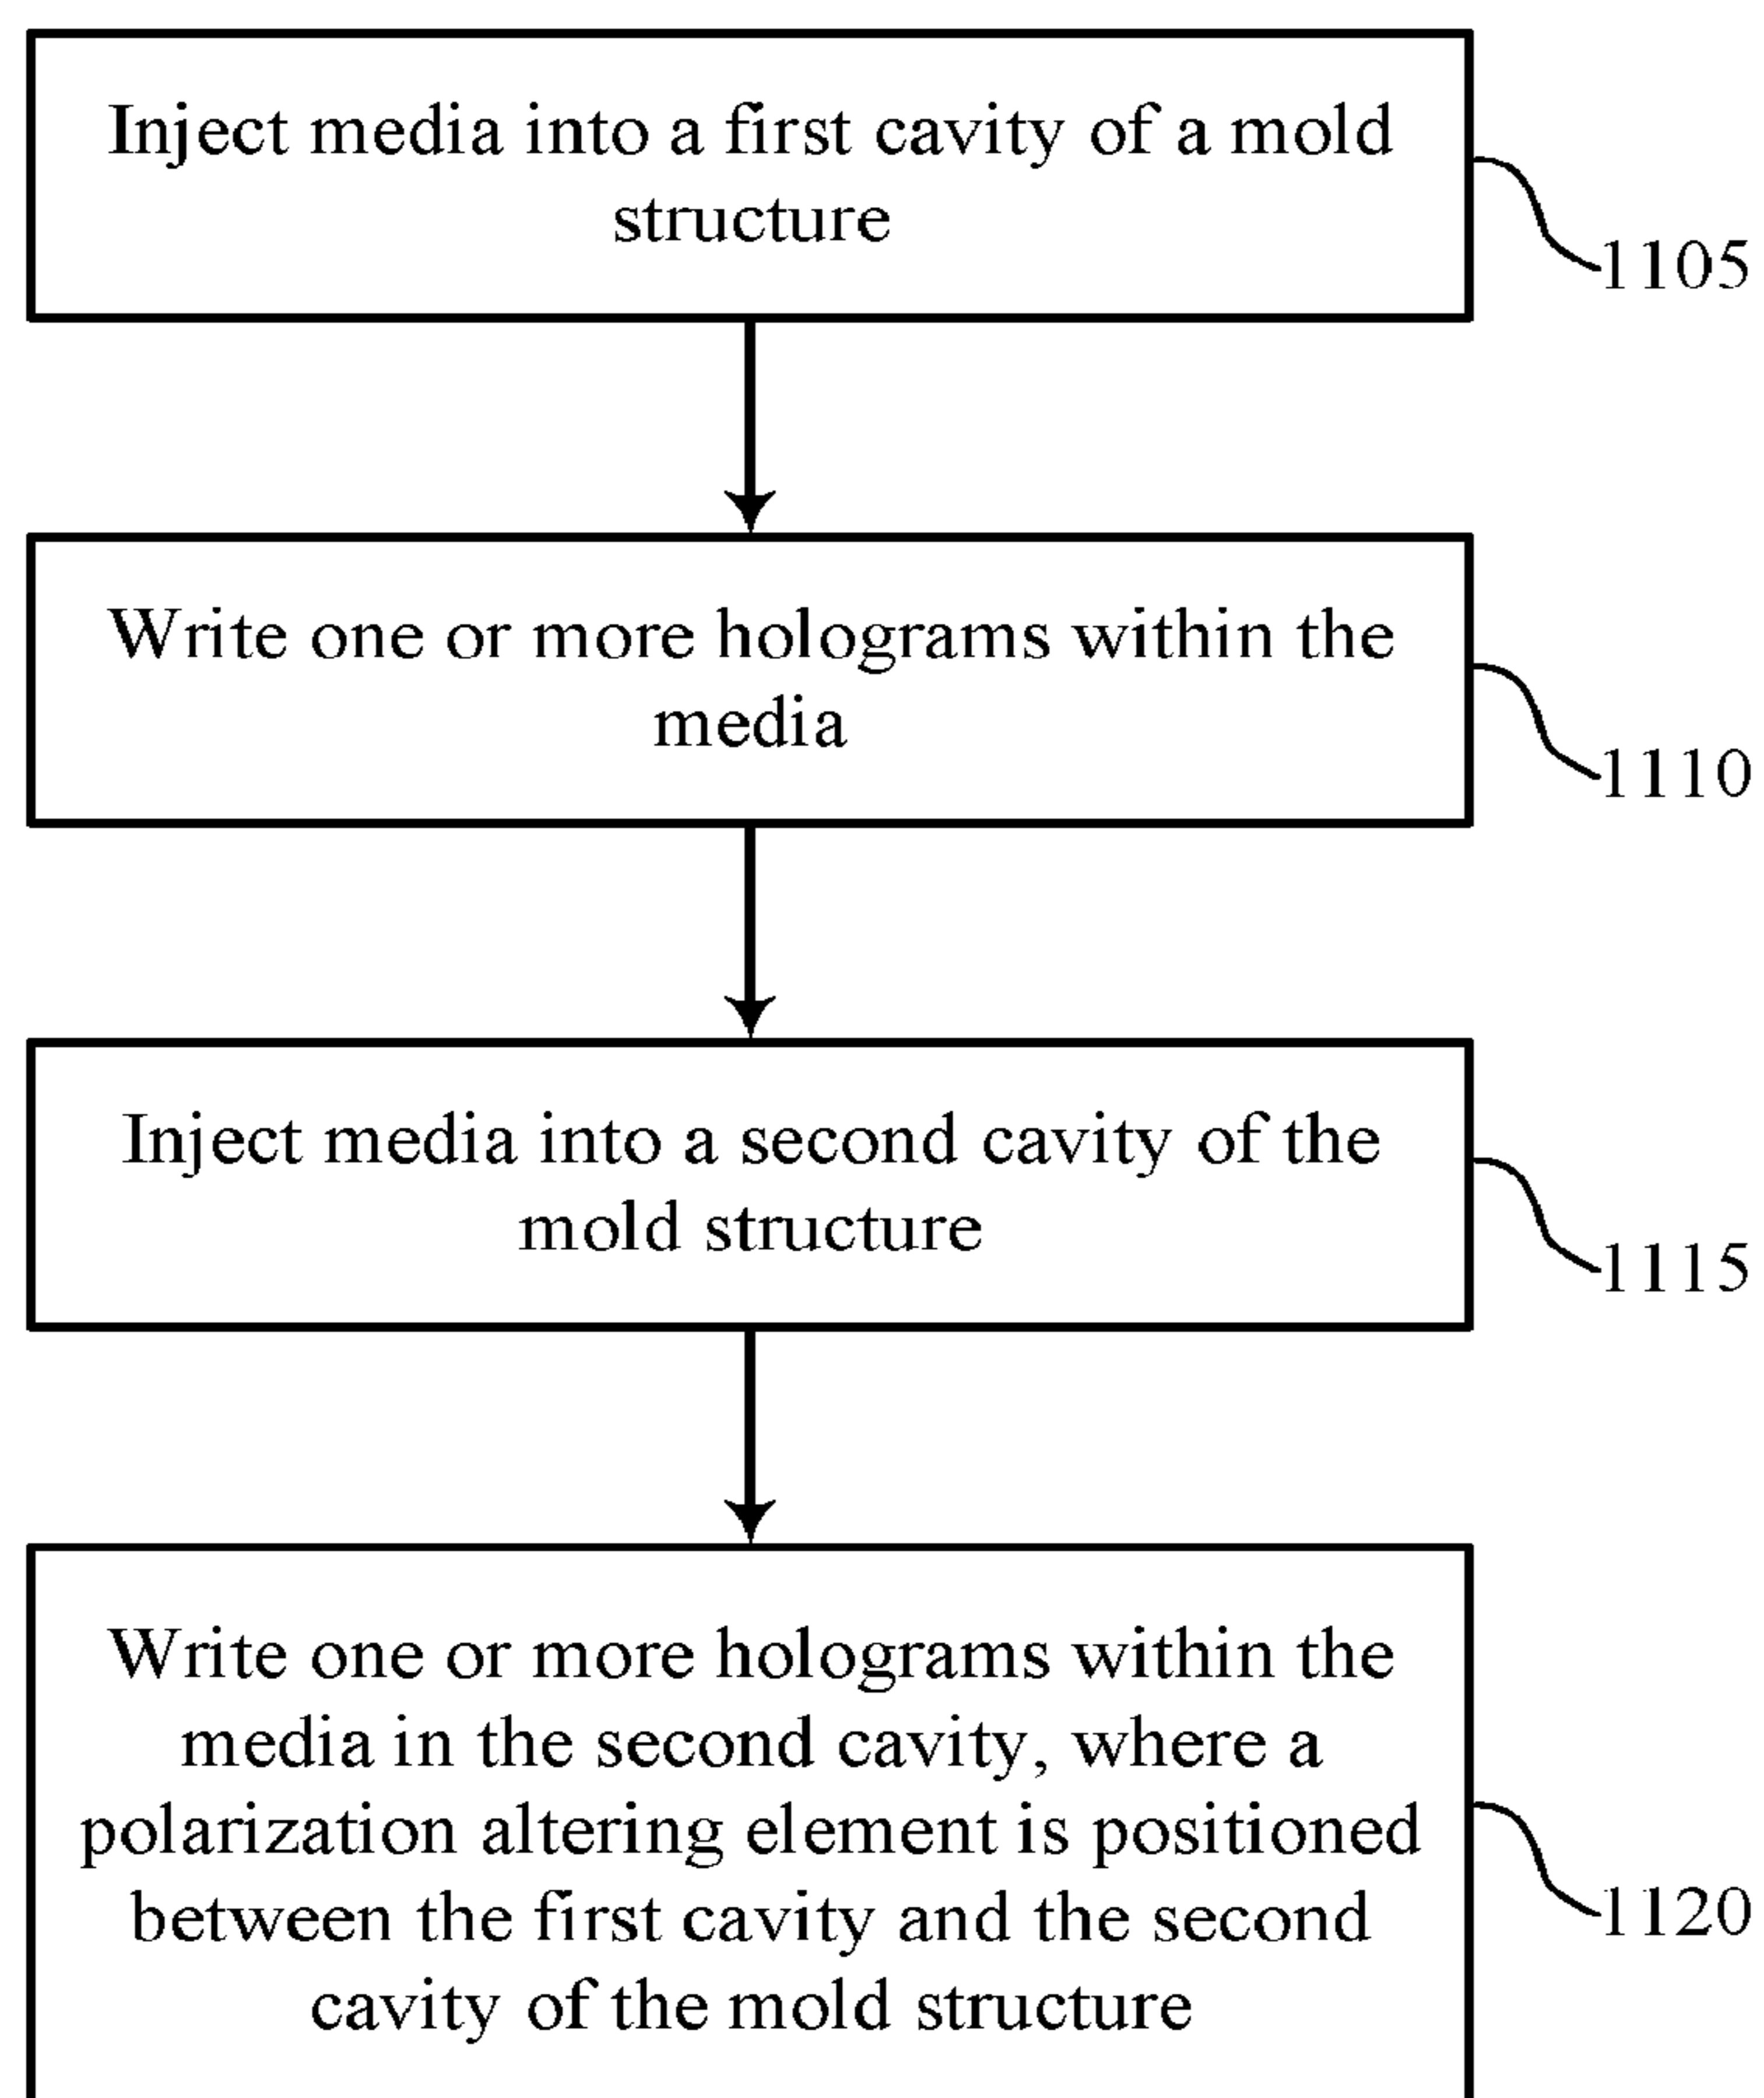 Inject media into a first cavity of a mold
structure
1105
Write one or more holograms within the
media
1110
Inject media into a second cavity of the
mold structure
1115
Write one or more holograms within the
media in the second cavity, where a
polarization altering element is positioned
between the first cavity and the second
cavity of the mold structure
1120